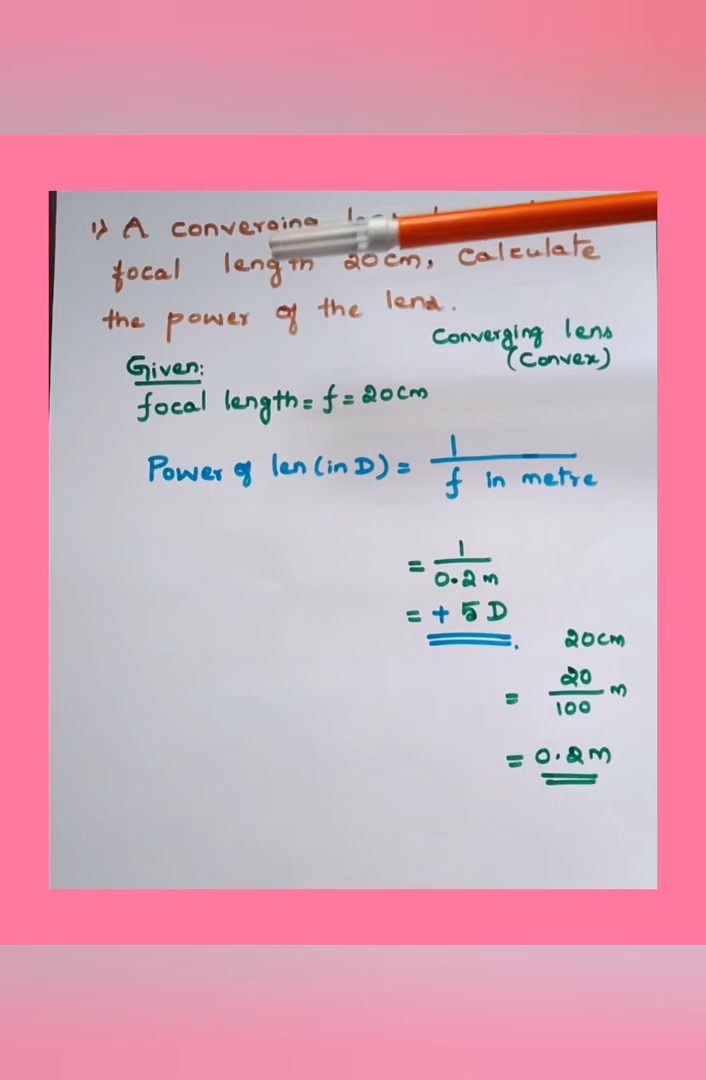 1) A converging
focal length 20cm, calculate
the power of the lens.
Converging lens
(Convex)
Given:
focal length = f = 20cm
Power of len (in D) = 1 / f in metre
= 1 / 0.2m
= + 5 D
20cm
= 20 / 100 m
= 0.2m